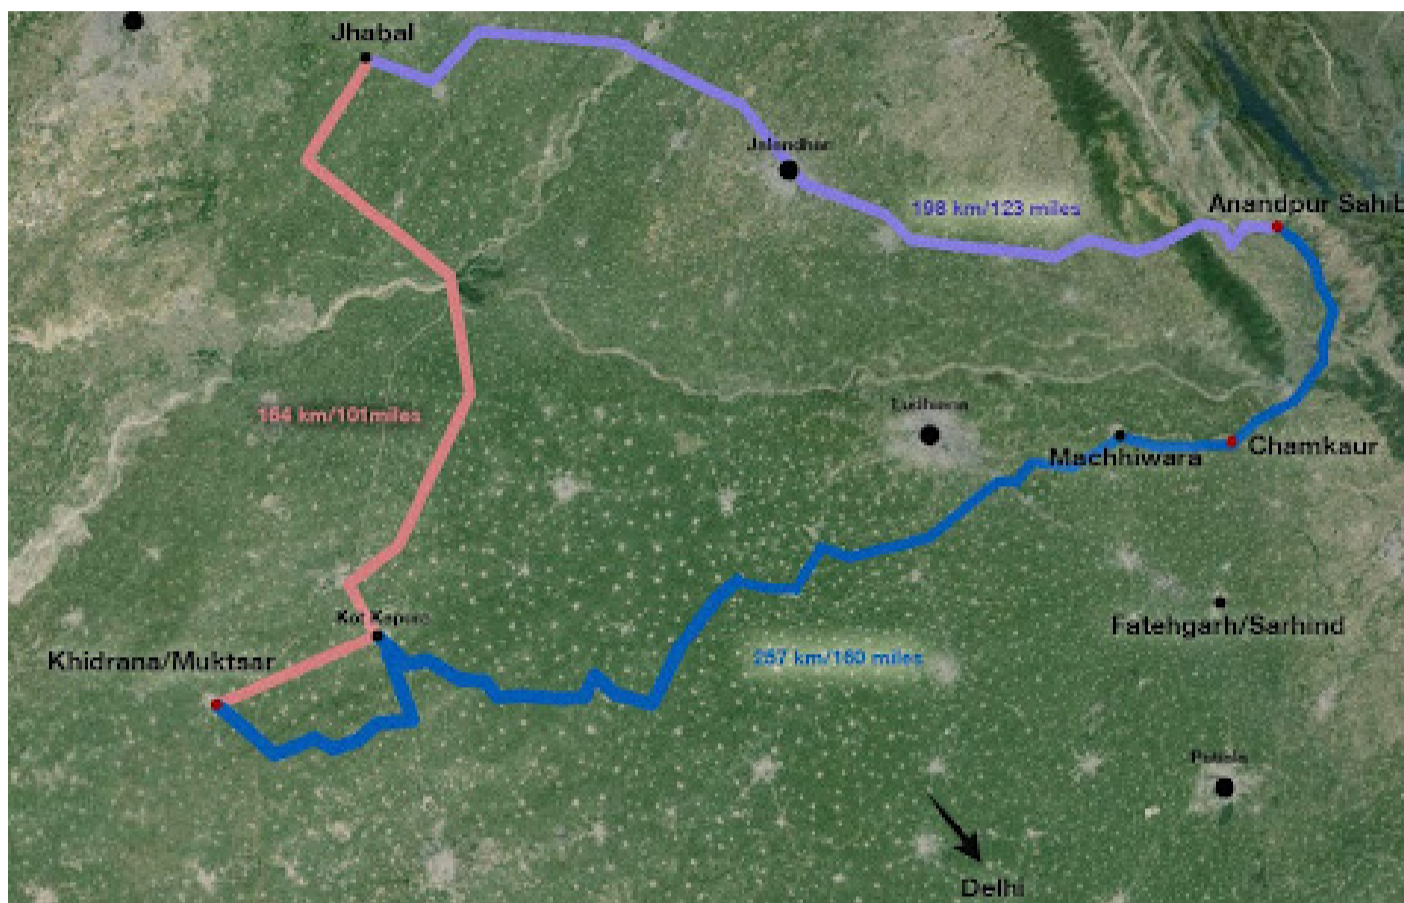 Jhabal
Jalandhar
198 km/123 miles
Anandpur Sahib
164 km/101miles
Ludhiana
Machhiwara
Chamkaur
Kot Kapura
Fatehgarh/Sarhind
Khidrana/Muktsar
257 km/160 miles
Patiala
Delhi